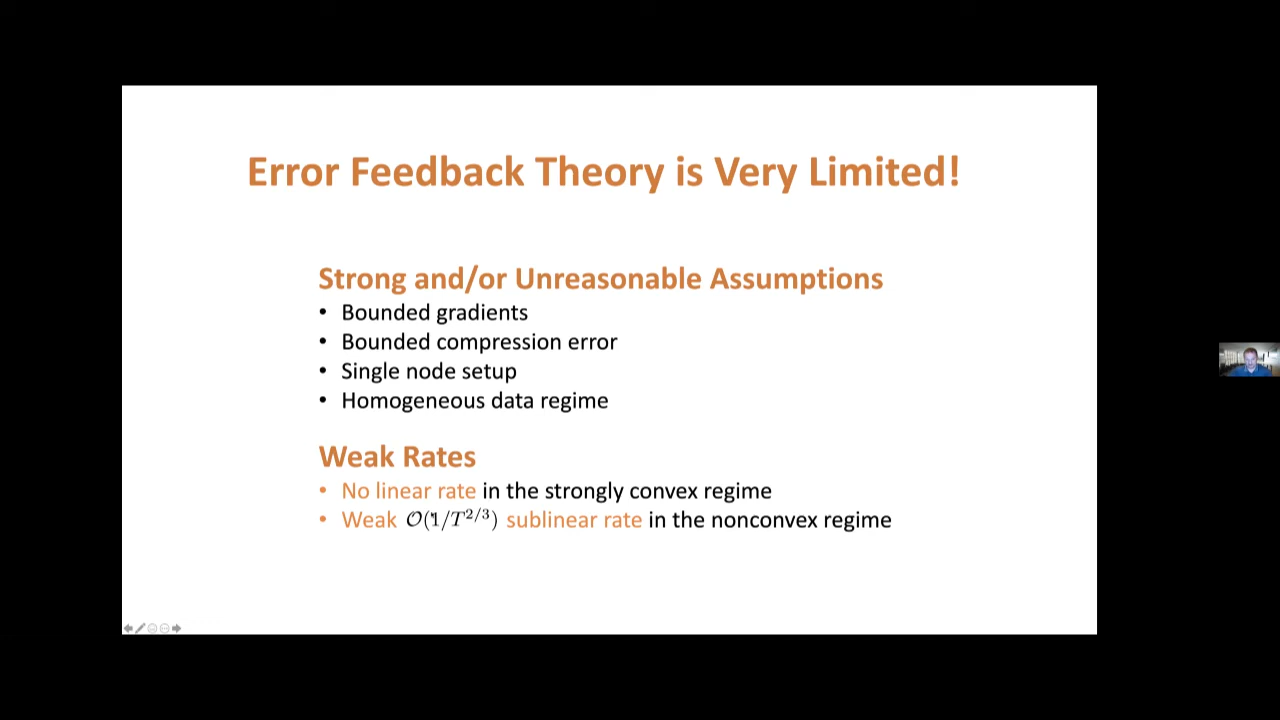 Error Feedback Theory is Very Limited!
Strong and/or Unreasonable Assumptions
• Bounded gradients
• Bounded compression error
• Single node setup
• Homogeneous data regime
Weak Rates
• No linear rate in the strongly convex regime
• Weak 𝒪(1/T^{2/3}) sublinear rate in the nonconvex regime